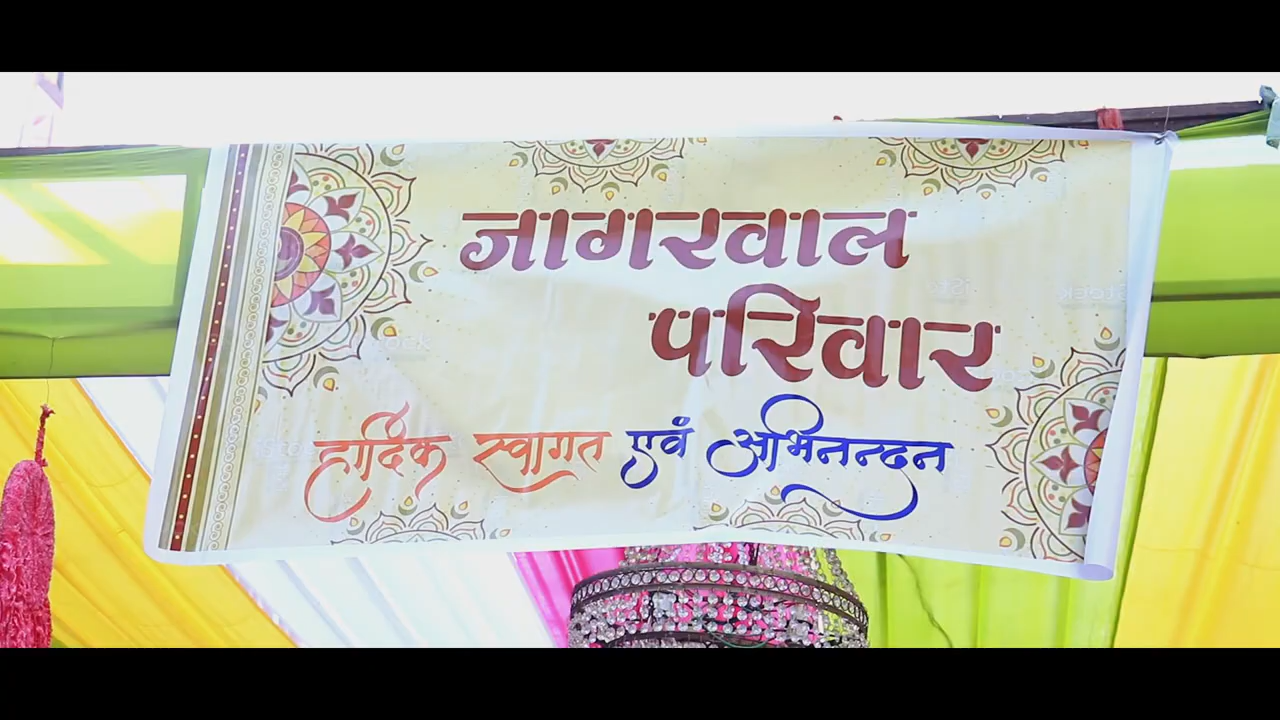 जागरवाल
परिवार
हार्दिक स्वागत एवं अभिनन्दन